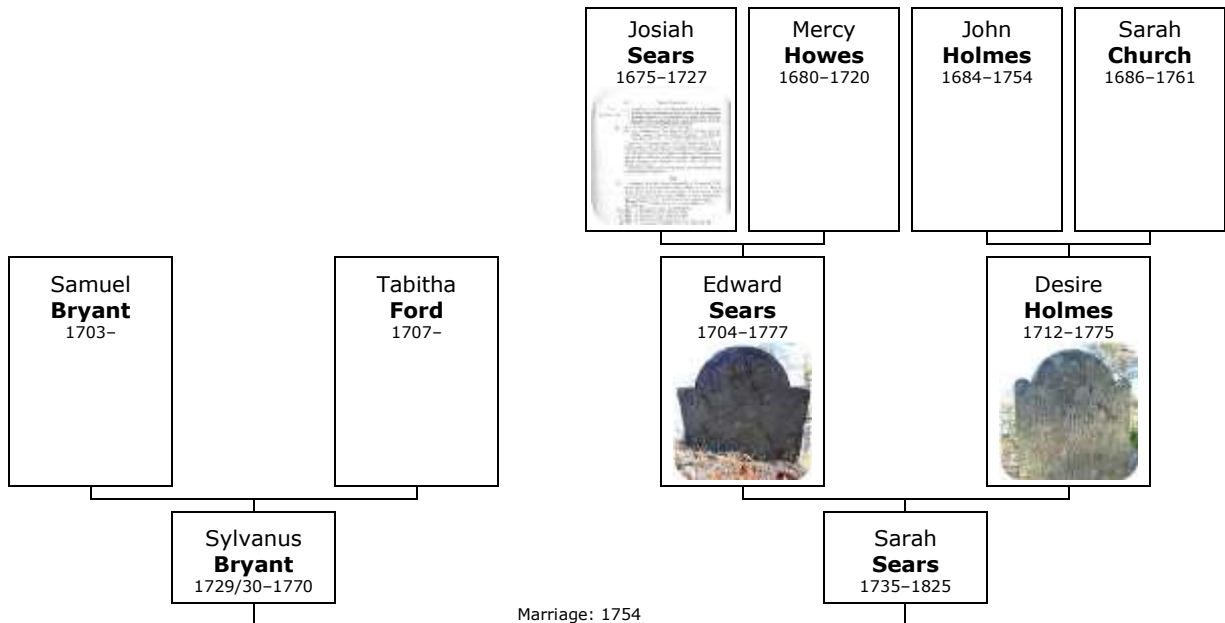 Josiah
Sears
1675–1727
Mercy
Howes
1680–1720
John
Holmes
1684–1754
Sarah
Church
1686–1761
Samuel
Bryant
1703–
Tabitha
Ford
1707–
Edward
Sears
1704–1777
Desire
Holmes
1712–1775
Sylvanus
Bryant
1729/30–1770
Sarah
Sears
1735–1825
Marriage: 1754